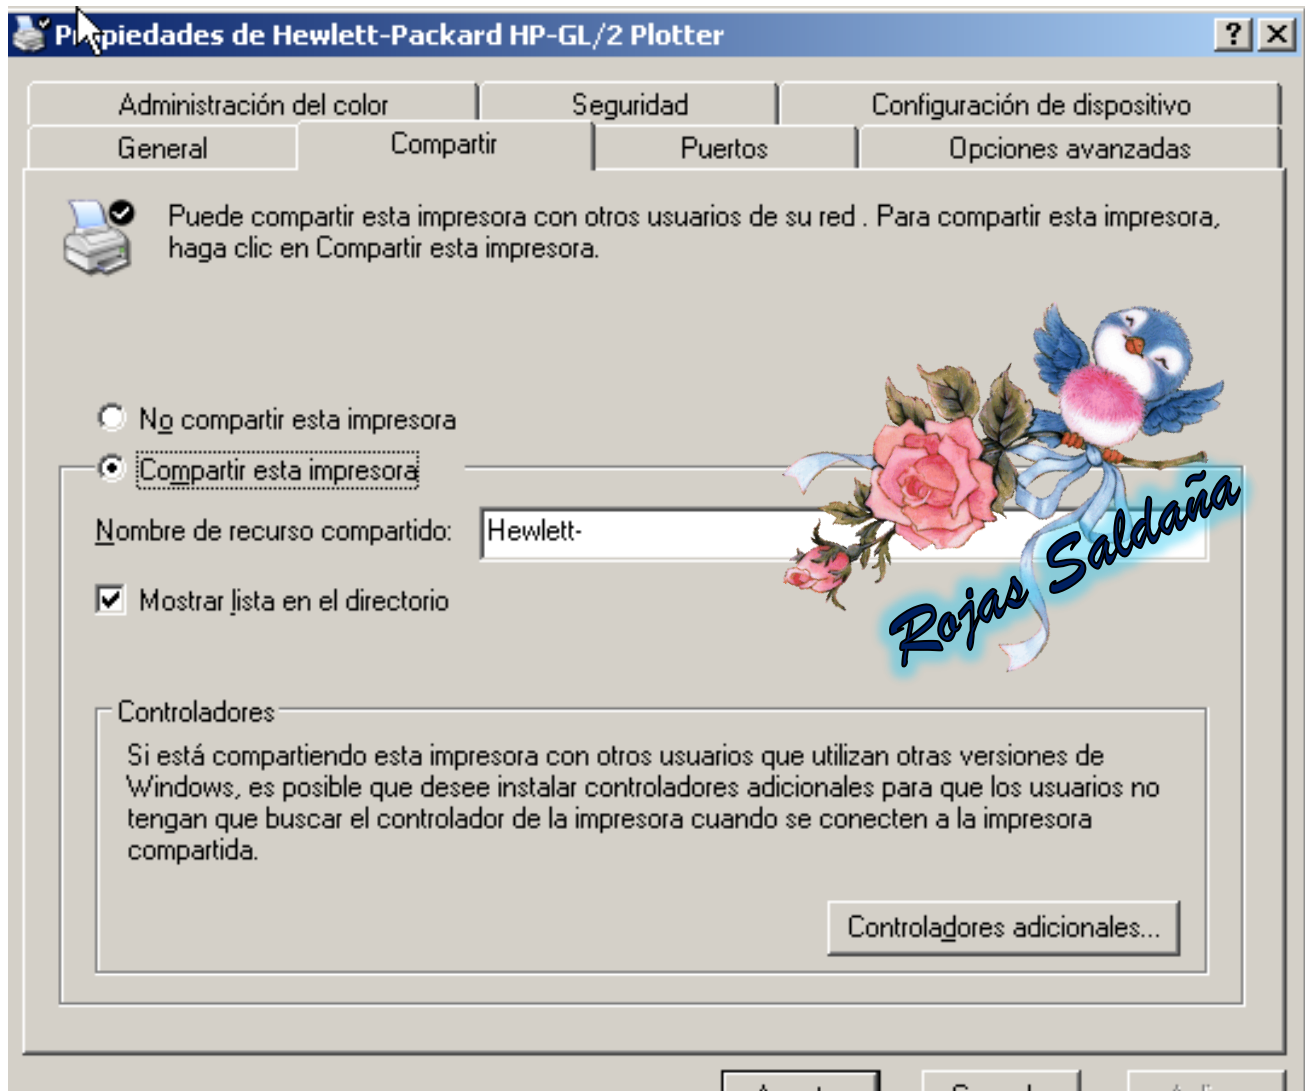 Propiedades de Hewlett-Packard HP-GL/2 Plotter
Administración del color
Seguridad
Configuración de dispositivo
General
Compartir
Puertos
Opciones avanzadas
Puede compartir esta impresora con otros usuarios de su red . Para compartir esta impresora,
haga clic en Compartir esta impresora.
No compartir esta impresora
Compartir esta impresora
Nombre de recurso compartido:
Hewlett-
Mostrar lista en el directorio
Rojas Saldaña
Controladores
Si está compartiendo esta impresora con otros usuarios que utilizan otras versiones de
Windows, es posible que desee instalar controladores adicionales para que los usuarios no
tengan que buscar el controlador de la impresora cuando se conecten a la impresora
compartida.
Controladores adicionales...